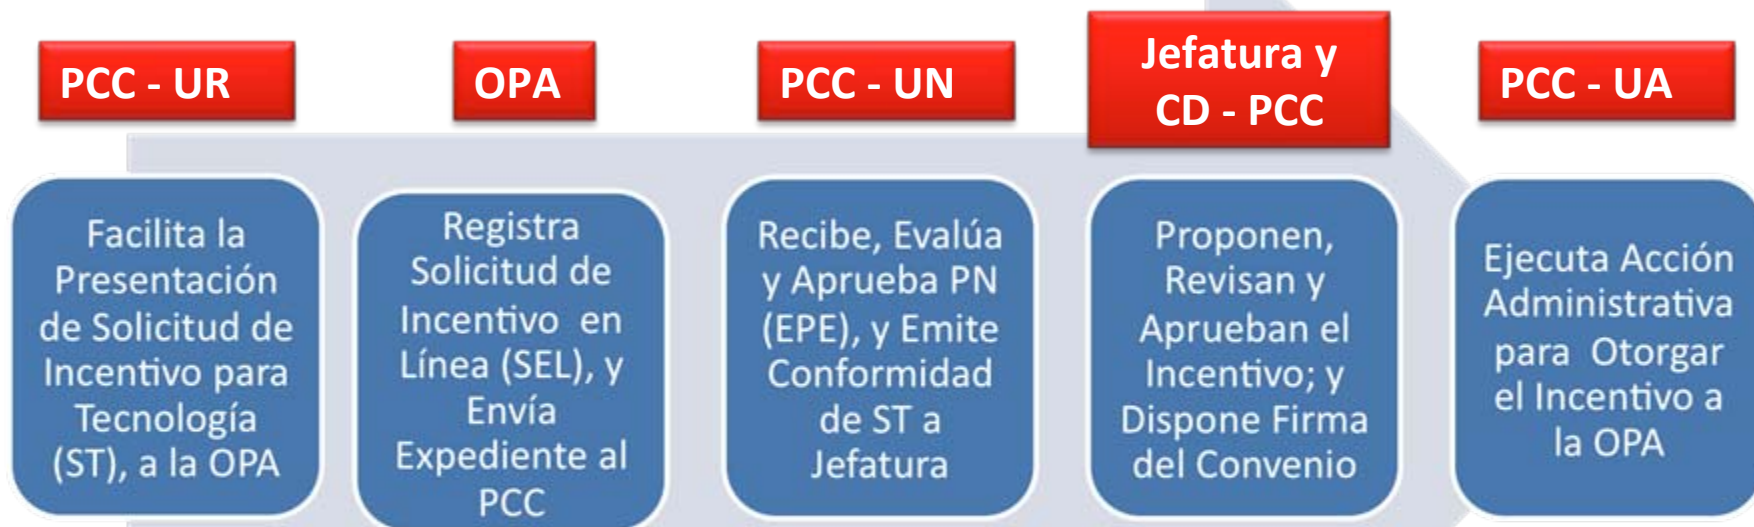 PCC - UR
OPA
PCC - UN
Jefatura y
CD - PCC
PCC - UA
Facilita la
Presentación
de Solicitud de
Incentivo para
Tecnología
(ST), a la OPA
Registra
Solicitud de
Incentivo en
Línea (SEL), y
Envía
Expediente al
PCC
Recibe, Evalúa
y Aprueba PN
(EPE), y Emite
Conformidad
de ST a
Jefatura
Proponen,
Revisan y
Aprueban el
Incentivo; y
Dispone Firma
del Convenio
Ejecuta Acción
Administrativa
para Otorgar
el Incentivo a
la OPA